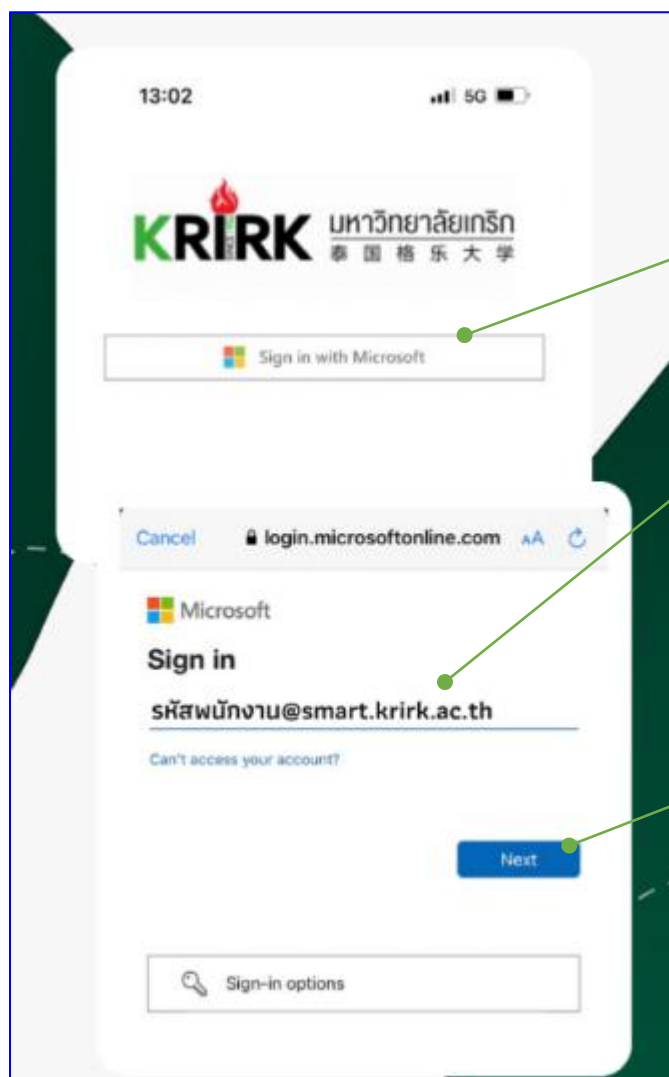 13:02 5G
KRIRK มหาวิทยาลัยเกริก
泰国格乐大学
Sign in with Microsoft
Cancel login.microsoftonline.com AA
Microsoft
Sign in
รหัสพนักงาน@smart.krirk.ac.th
Can't access your account?
Next
Sign-in options